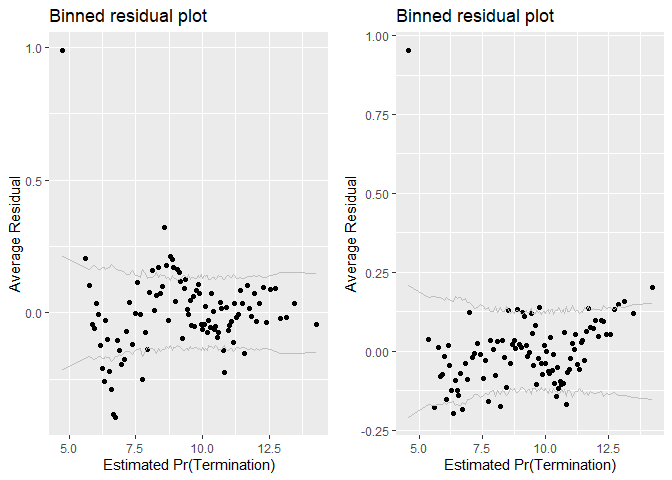 Binned residual plot
1.0
0.5
0.0
Average Residual
5.0 7.5 10.0 12.5
Estimated Pr(Termination)
Binned residual plot
1.00
0.75
0.50
0.25
0.00
-0.25
Average Residual
5.0 7.5 10.0 12.5
Estimated Pr(Termination)